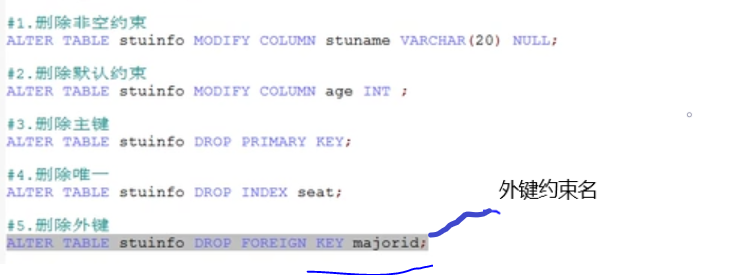 #1.删除非空约束
ALTER TABLE stuinfo MODIFY COLUMN stuname VARCHAR(20) NULL;
#2.删除默认约束
ALTER TABLE stuinfo MODIFY COLUMN age INT ;
#3.删除主键
ALTER TABLE stuinfo DROP PRIMARY KEY;
#4.删除唯一
ALTER TABLE stuinfo DROP INDEX seat;
外键约束名
#5.删除外键
ALTER TABLE stuinfo DROP FOREIGN KEY majorid;